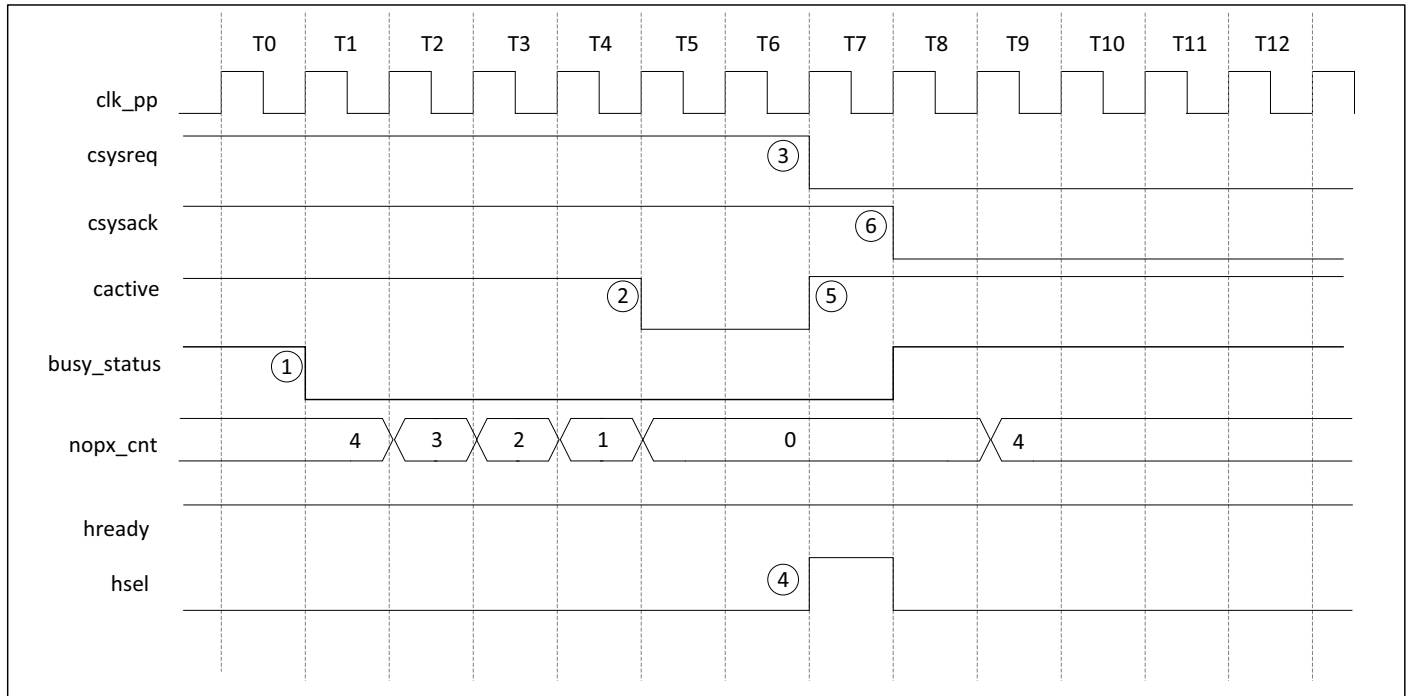 T0 T1 T2 T3 T4 T5 T6 T7 T8 T9 T10 T11 T12
clk_pp
csysreq 3
csysack 6
cactive 2 5
busy_status 1
nopx_cnt 4 3 2 1 0 4
hready
hsel 4